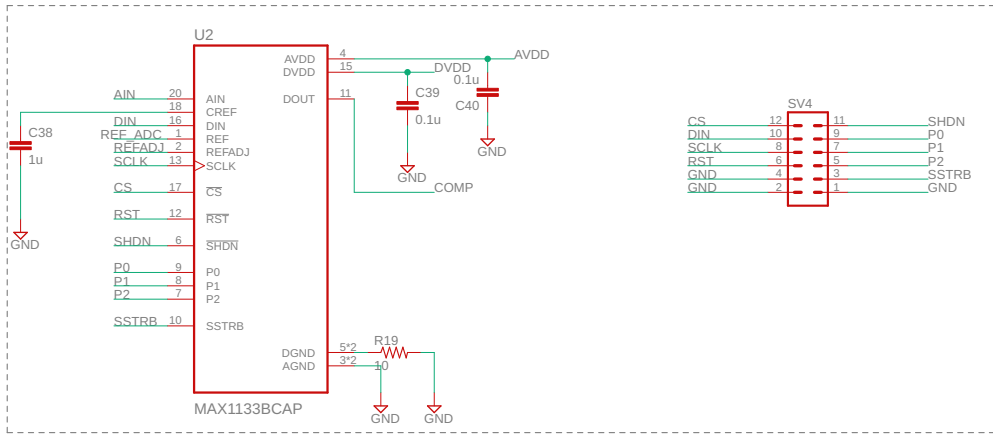 U2
AVDD 4 AVDD
DVDD 15 DVDD
0.1u
C40
GND
C39
0.1u
GND
DOUT 11
COMP
AIN 20 AIN
18 CREF
DIN 16 DIN
REF_ADC 1 REF
REFADJ 2 REFADJ
SCLK 13 SCLK
CS 17 CS
RST 12 RST
SHDN 6 SHDN
P0 9 P0
P1 8 P1
P2 7 P2
SSTRB 10 SSTRB
C38
1u
GND
DGND 5*2
AGND 3*2
R19
10
GND
GND
MAX1133BCAP
SV4
CS 12 11 SHDN
DIN 10 9 P0
SCLK 8 7 P1
RST 6 5 P2
GND 4 3 SSTRB
GND 2 1 GND